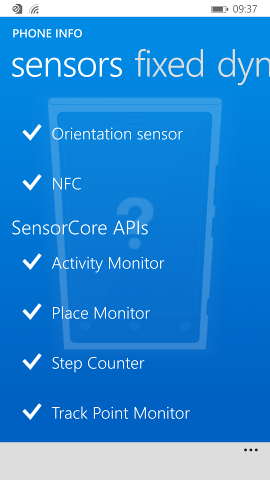 09:37
PHONE INFO
sensors fixed dyn
Orientation sensor
NFC
SensorCore APIs
Activity Monitor
Place Monitor
Step Counter
Track Point Monitor